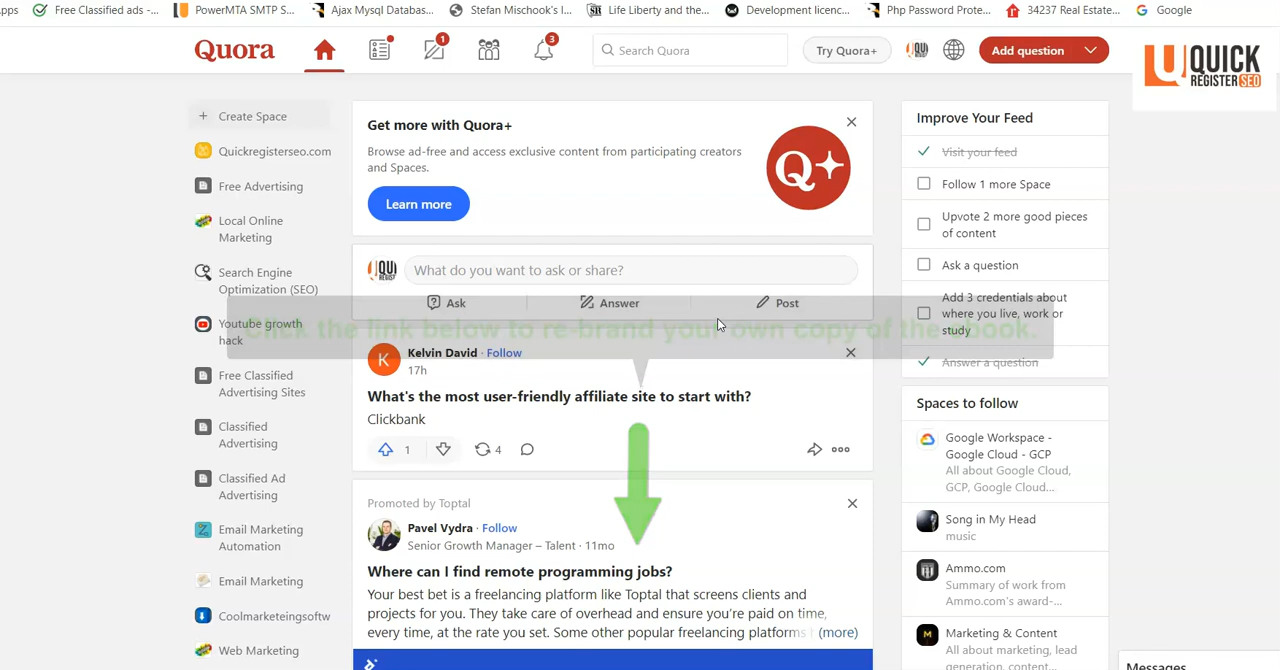 pps
Free Classified ads -...
PowerMTA SMTP S...
Ajax Mysql Databas...
Stefan Mischook's I...
Life Liberty and the...
Development licenc...
Php Password Prote...
34237 Real Estate...
Google
Quora
1
3
Search Quora
Try Quora+
Add question
QUICK
REGISTER SEO
Create Space
Quickregisterseo.com
Free Advertising
Local Online
Marketing
Search Engine
Optimization (SEO)
Youtube growth
hack
Free Classified
Advertising Sites
Classified
Advertising
Classified Ad
Advertising
Email Marketing
Automation
Email Marketing
Coolmarketeingsoftw
Web Marketing
Get more with Quora+
Browse ad-free and access exclusive content from participating creators
and Spaces.
Learn more
What do you want to ask or share?
Ask
Answer
Post
Click the link below to re-brand your own copy of the ebook.
K
Kelvin David · Follow
17h
What's the most user-friendly affiliate site to start with?
Clickbank
1
4
Promoted by Toptal
Pavel Vydra · Follow
Senior Growth Manager – Talent · 11mo
Where can I find remote programming jobs?
Your best bet is a freelancing platform like Toptal that screens clients and
projects for you. They take care of overhead and ensure you're paid on time,
every time, at the rate you set. Some other popular freelancing platforms (more)
Improve Your Feed
Visit your feed
Follow 1 more Space
Upvote 2 more good pieces
of content
Ask a question
Add 3 credentials about
where you live, work or
study
Answer a question
Spaces to follow
Google Workspace -
Google Cloud - GCP
All about Google Cloud,
GCP, Google Cloud...
Song in My Head
music
Ammo.com
Summary of work from
Ammo.com's award-...
M
Marketing & Content
All about marketing, lead
generation, content
Messages